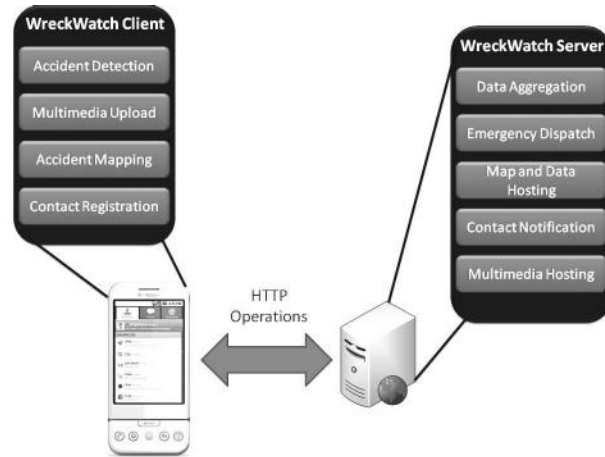 WreckWatch Client
Accident Detection
Multimedia Upload
Accident Mapping
Contact Registration
HTTP
Operations
WreckWatch Server
Data Aggregation
Emergency Dispatch
Map and Data
Hosting
Contact Notification
Multimedia Hosting